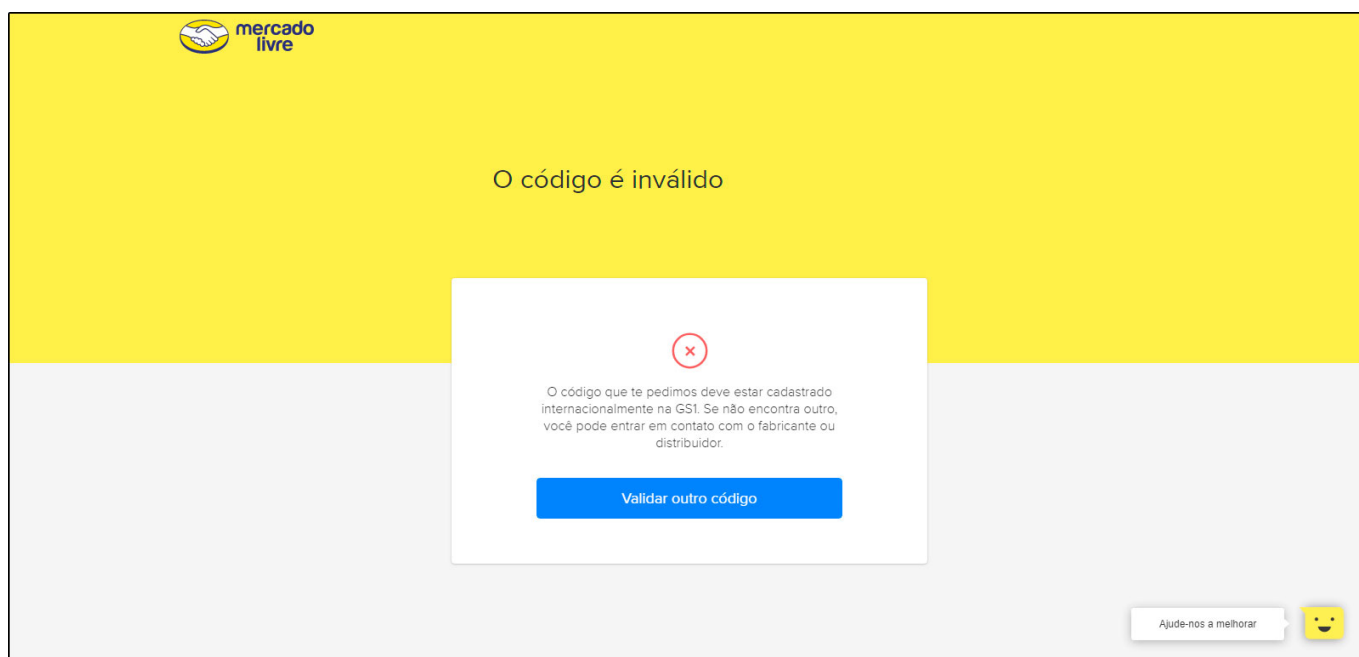 mercado
livre
O código é inválido
O código que te pedimos deve estar cadastrado
internacionalmente na GS1. Se não encontra outro,
você pode entrar em contato com o fabricante ou
distribuidor.
Validar outro código
Ajude-nos a melhorar